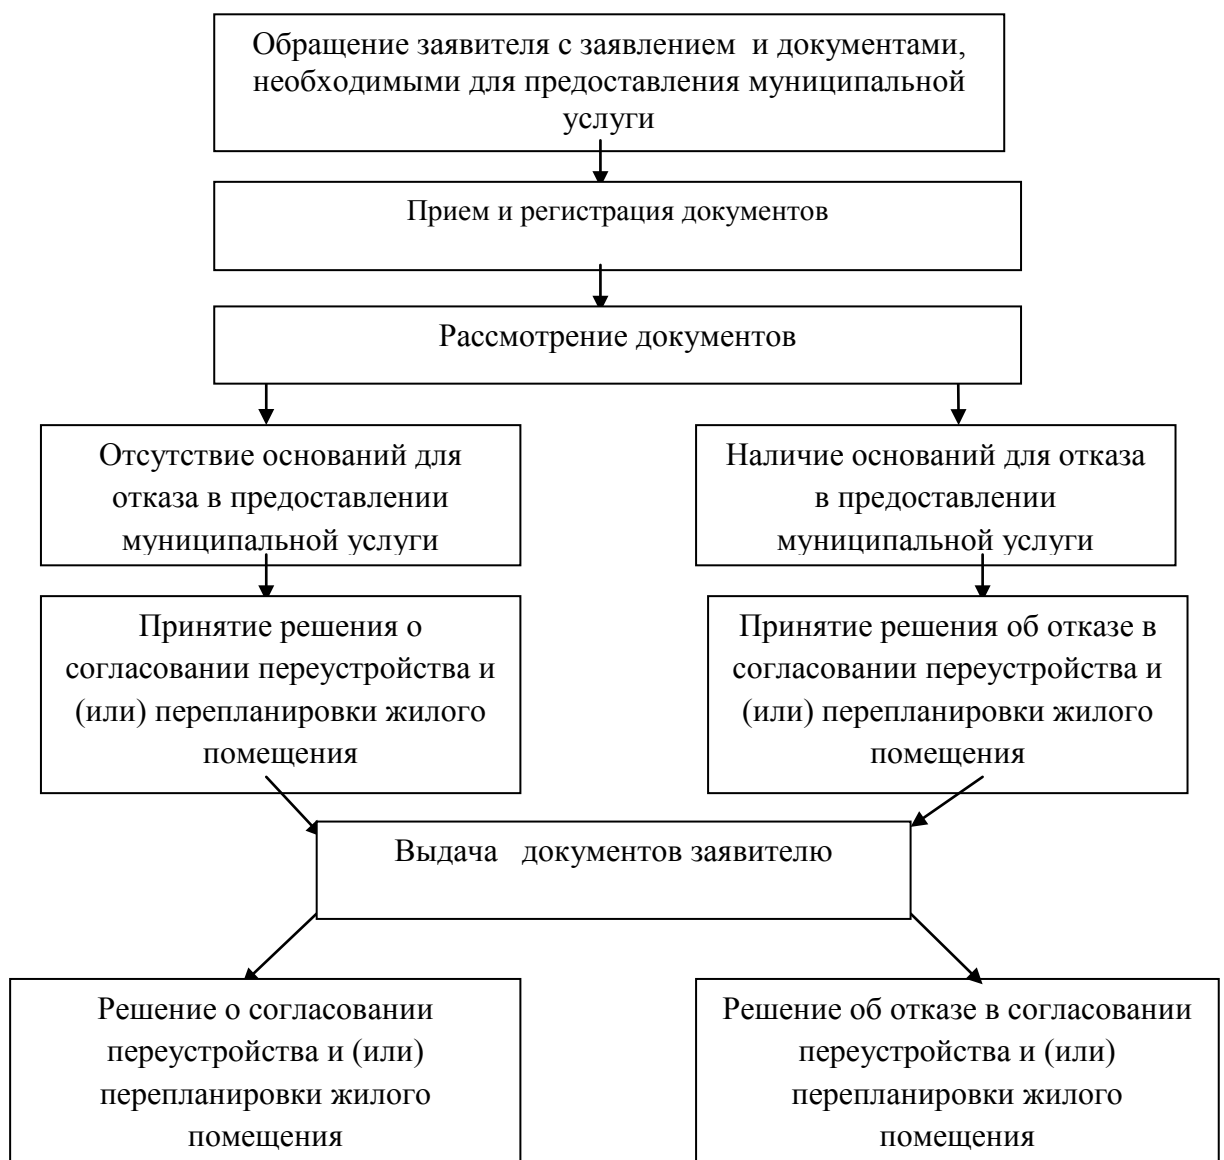 Обращение заявителя с заявлением и документами,
необходимыми для предоставления муниципальной
услуги
Прием и регистрация документов
Рассмотрение документов
Отсутствие оснований для
отказа в предоставлении
муниципальной услуги
Наличие оснований для отказа
в предоставлении
муниципальной услуги
Принятие решения о
согласовании переустройства и
(или) перепланировки жилого
помещения
Принятие решения об отказе в
согласовании переустройства и
(или) перепланировки жилого
помещения
Выдача документов заявителю
Решение о согласовании
переустройства и (или)
перепланировки жилого
помещения
Решение об отказе в согласовании
переустройства и (или)
перепланировки жилого
помещения